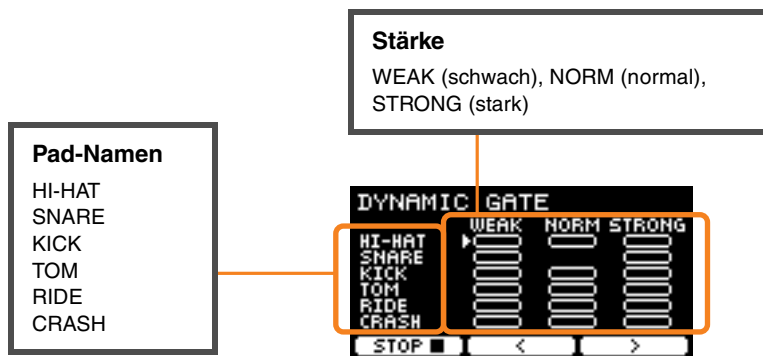 Stärke
WEAK (schwach), NORM (normal),
STRONG (stark)
Pad-Namen
HI-HAT
SNARE
KICK
TOM
RIDE
CRASH
DYNAMIC GATE
WEAK NORM STRONG
HI-HAT
SNARE
KICK
TOM
RIDE
CRASH
STOP ■ < >